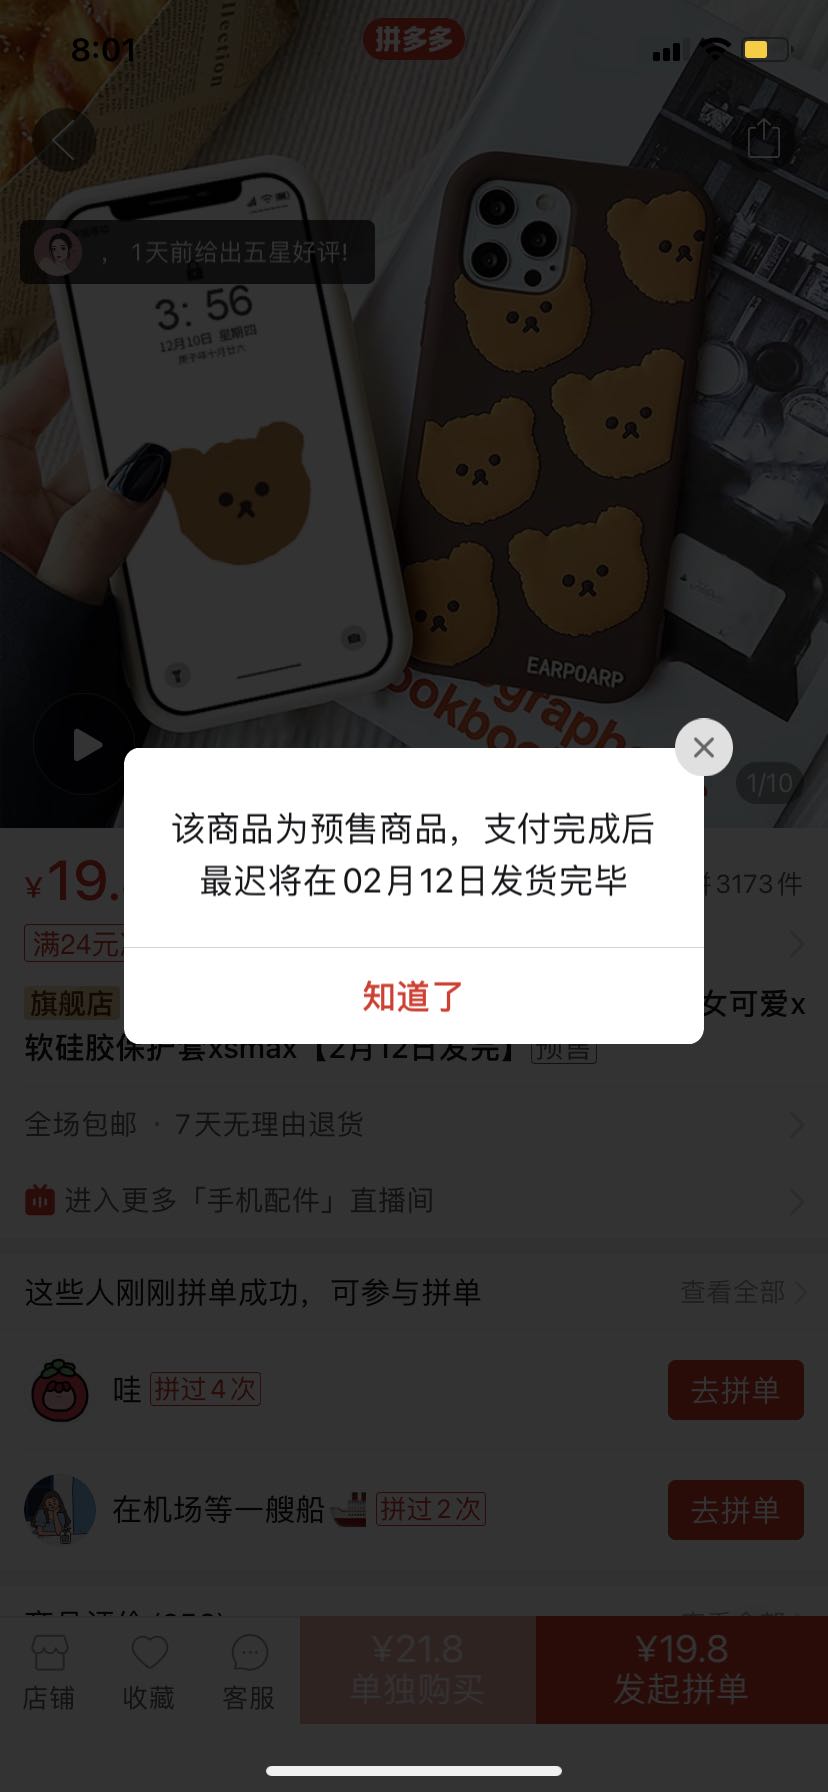 8:01
拼多多
llection
，1天前给出五星好评!
3: 56
12月10日 星期四
庚子年十月廿六
EARPOARP
graph
ookbo
1/10
该商品为预售商品，支付完成后
最迟将在02月12日发货完毕
知道了
¥19.
拼3173件
满24元
旗舰店
女可爱x
软硅胶保护套xsmax【2月12日发完】预售
全场包邮 · 7天无理由退货
进入更多「手机配件」直播间
这些人刚刚拼单成功，可参与拼单
查看全部
哇 拼过4次
去拼单
在机场等一艘船🚢 拼过2次
去拼单
店铺
收藏
客服
¥21.8
单独购买
¥19.8
发起拼单